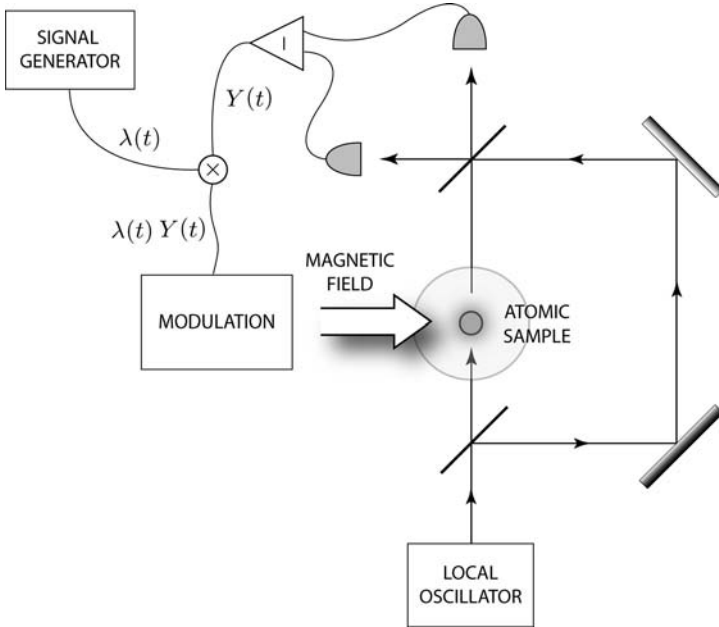 SIGNAL
GENERATOR
I
Y(t)
λ(t)
×
λ(t) Y(t)
MAGNETIC
FIELD
MODULATION
ATOMIC
SAMPLE
LOCAL
OSCILLATOR